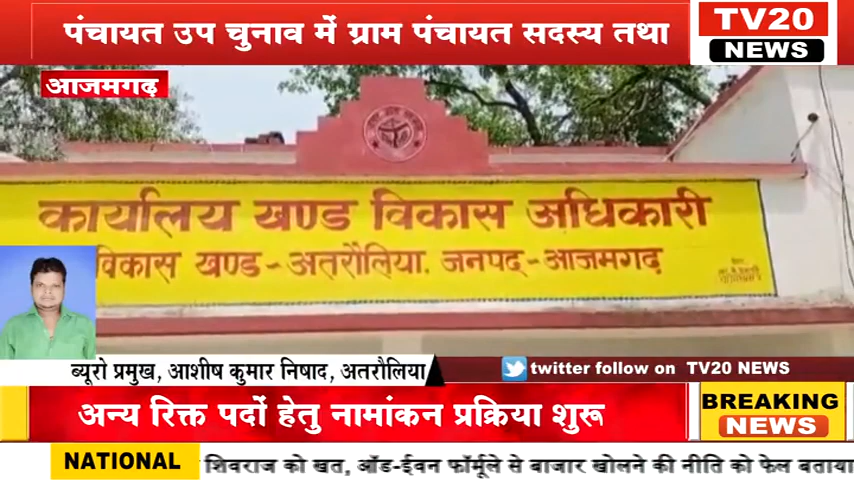 पंचायत उप चुनाव में ग्राम पंचायत सदस्य तथा
TV20
NEWS
आजमगढ़
कार्यालय खण्ड विकास अधिकारी
विकास खण्ड-अतरौलिया. जनपद-आजमगढ़
ब्यूरो प्रमुख, आशीष कुमार निषाद, अतरौलिया
twitter follow on TV20 NEWS
अन्य रिक्त पदों हेतु नामांकन प्रक्रिया शुरू
BREAKING
NEWS
NATIONAL
शिवराज को खत, ऑड-ईवन फॉर्मूले से बाजार खोलने की नीति को फेल बताया